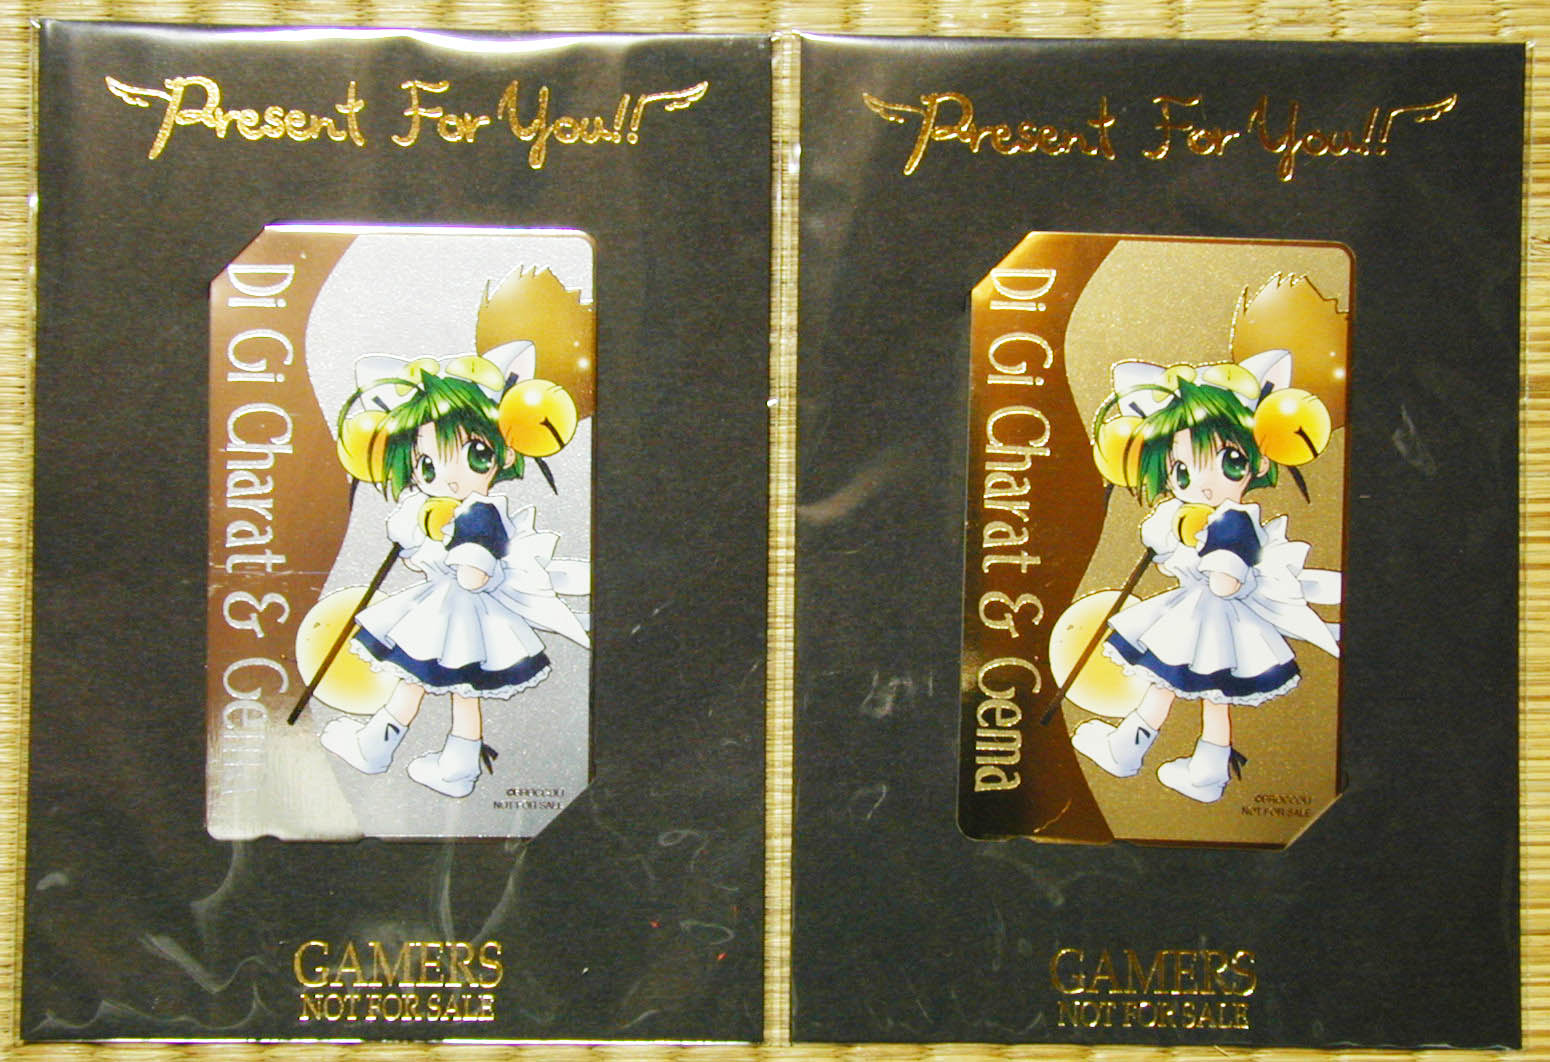 Present For You!!
Di Gi Charat & Gema
©BROCCOLI
NOT FOR SALE
GAMERS
NOT FOR SALE
Present For You!!
Di Gi Charat & Gema
©BROCCOLI
NOT FOR SALE
GAMERS
NOT FOR SALE